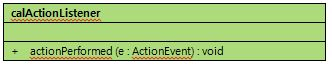 calActionListener
+ actionPerformed (e : ActionEvent) : void